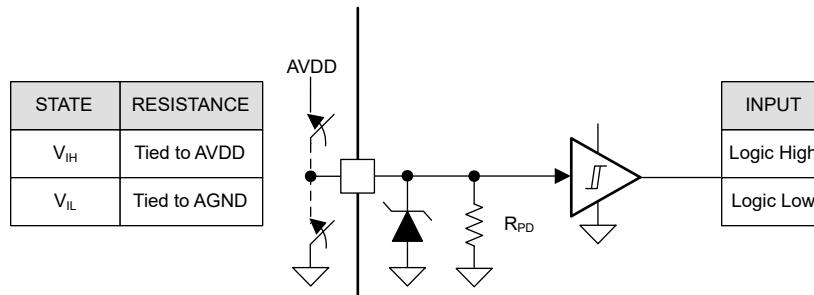 AVDD
STATE RESISTANCE
V_IH Tied to AVDD
V_IL Tied to AGND
R_PD
INPUT
Logic High
Logic Low